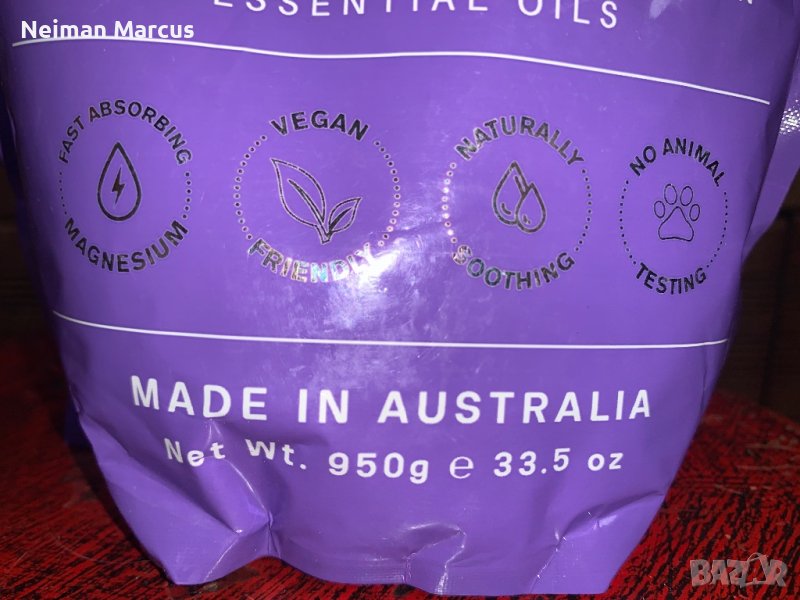 Neiman Marcus
ESSENTIAL OILS
FAST ABSORBING
MAGNESIUM
VEGAN
FRIENDLY
NATURALLY
SOOTHING
NO ANIMAL
TESTING
MADE IN AUSTRALIA
Net Wt. 950g e 33.5 oz
BAZAR